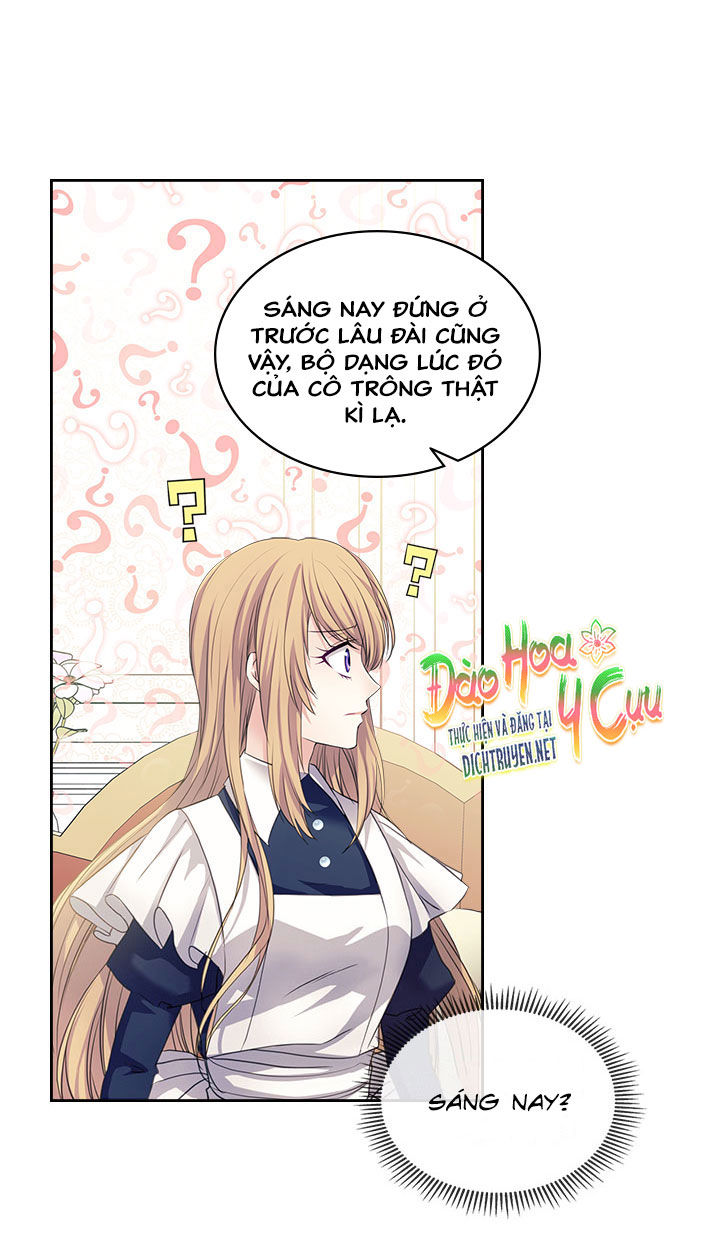 SÁNG NAY ĐỨNG Ở
TRƯỚC LÂU ĐÀI CŨNG
VẬY, BỘ DẠNG LÚC ĐÓ
CỦA CÔ TRÔNG THẬT
KÌ LẠ.
?
?
Đào Hoa
Y Cựu
THỰC HIỆN VÀ ĐĂNG TẠI
DICHTRUYEN.NET
SÁNG NAY?